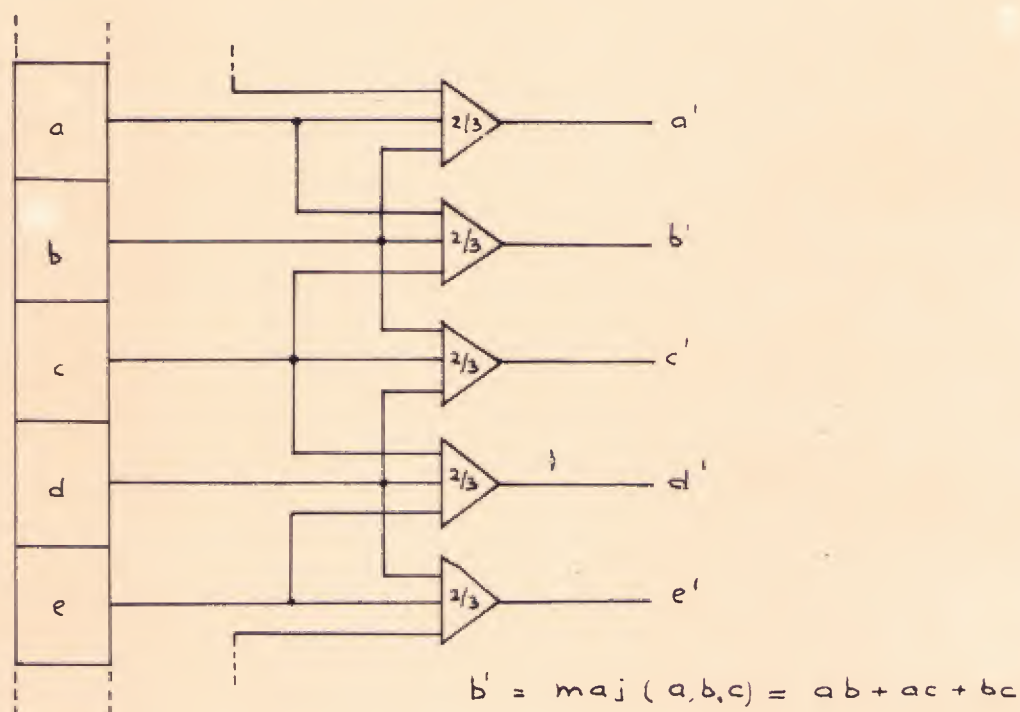 a
2/3
a'
b
2/3
b'
c
2/3
c'
d
2/3
d'
e
2/3
e'
b' = maj (a,b,c) = ab + ac + bc